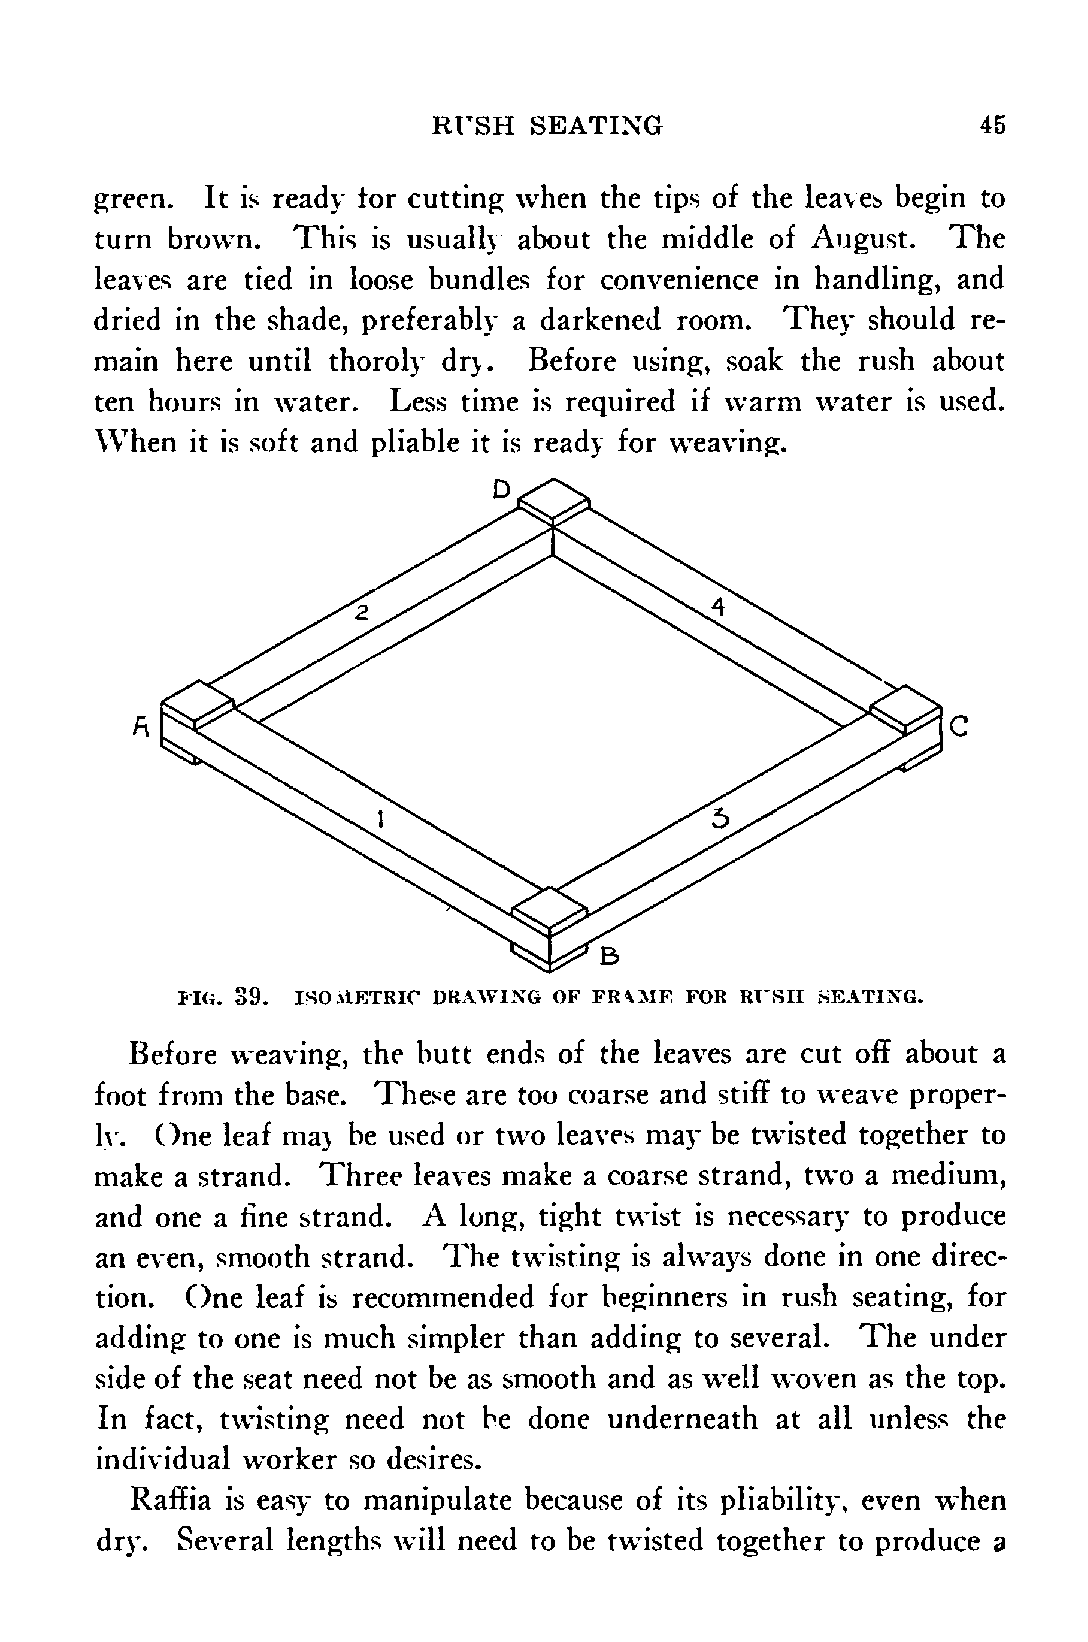 RUSH SEATING 45
green. It is ready for cutting when the tips of the leaves begin to
turn brown. This is usually about the middle of August. The
leaves are tied in loose bundles for convenience in handling, and
dried in the shade, preferably a darkened room. They should re-
main here until thoroly dry. Before using, soak the rush about
ten hours in water. Less time is required if warm water is used.
When it is soft and pliable it is ready for weaving.
D
2 4
A C
1 3
B
FIG. 39. ISOMETRIC DRAWING OF FRAME FOR RUSH SEATING.
Before weaving, the butt ends of the leaves are cut off about a
foot from the base. These are too coarse and stiff to weave proper-
ly. One leaf may be used or two leaves may be twisted together to
make a strand. Three leaves make a coarse strand, two a medium,
and one a fine strand. A long, tight twist is necessary to produce
an even, smooth strand. The twisting is always done in one direc-
tion. One leaf is recommended for beginners in rush seating, for
adding to one is much simpler than adding to several. The under
side of the seat need not be as smooth and as well woven as the top.
In fact, twisting need not be done underneath at all unless the
individual worker so desires.
Raffia is easy to manipulate because of its pliability, even when
dry. Several lengths will need to be twisted together to produce a